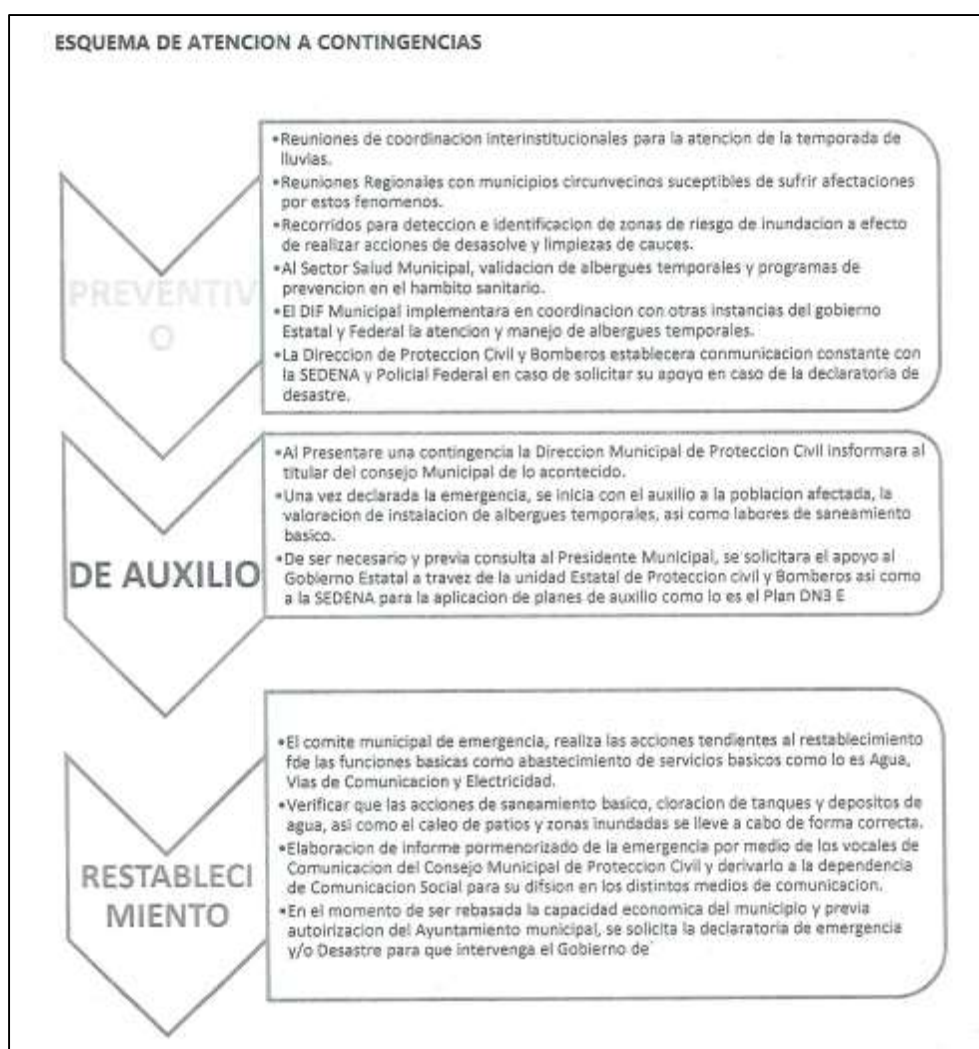 ESQUEMA DE ATENCION A CONTINGENCIAS
PREVENTIV
O
•Reuniones de coordinacion interinstitucionales para la atencion de la temporada de
lluvias.
•Reuniones Regionales con municipios circunvecinos suceptibles de sufrir afectaciones
por estos fenomenos.
•Recorridos para deteccion e identificacion de zonas de riesgo de inundacion a efecto
de realizar acciones de desasolve y limpiezas de cauces.
•Al Sector Salud Municipal, validacion de albergues temporales y programas de
prevencion en el hambito sanitario.
•El DIF Municipal implementara en coordinacion con otras instancias del gobierno
Estatal y Federal la atencion y manejo de albergues temporales.
•La Direccion de Proteccion Civil y Bomberos establecera conmunicacion constante con
la SEDENA y Policial Federal en caso de solicitar su apoyo en caso de la declaratoria de
desastre.
DE AUXILIO
•Al Presentare una contingencia la Direccion Municipal de Proteccion Civil insformara al
titular del consejo Municipal de lo acontecido.
•Una vez declarada la emergencia, se inicia con el auxilio a la poblacion afectada, la
valoracion de instalacion de albergues temporales, asi como labores de saneamiento
basico.
•De ser necesario y previa consulta al Presidente Municipal, se solicitara el apoyo al
Gobierno Estatal a travez de la unidad Estatal de Proteccion civil y Bomberos asi como
a la SEDENA para la aplicacion de planes de auxilio como lo es el Plan DN3 E
RESTABLECI
MIENTO
•El comite municipal de emergencia, realiza las acciones tendientes al restablecimiento
fde las funciones basicas como abastecimiento de servicios basicos como lo es Agua,
Vias de Comunicacion y Electricidad.
•Verificar que las acciones de saneamiento basico, cloracion de tanques y depositos de
agua, asi como el caleo de patios y zonas inundadas se lleve a cabo de forma correcta.
•Elaboracion de informe pormenorizado de la emergencia por medio de los vocales de
Comunicacion del Consejo Municipal de Proteccion Civil y derivarlo a la dependencia
de Comunicacion Social para su difsion en los distintos medios de comunicacion.
•En el momento de ser rebasada la capacidad economica del municipio y previa
autoirizacion del Ayuntamiento municipal, se solicita la declaratoria de emergencia
y/o Desastre para que intervenga el Gobierno de